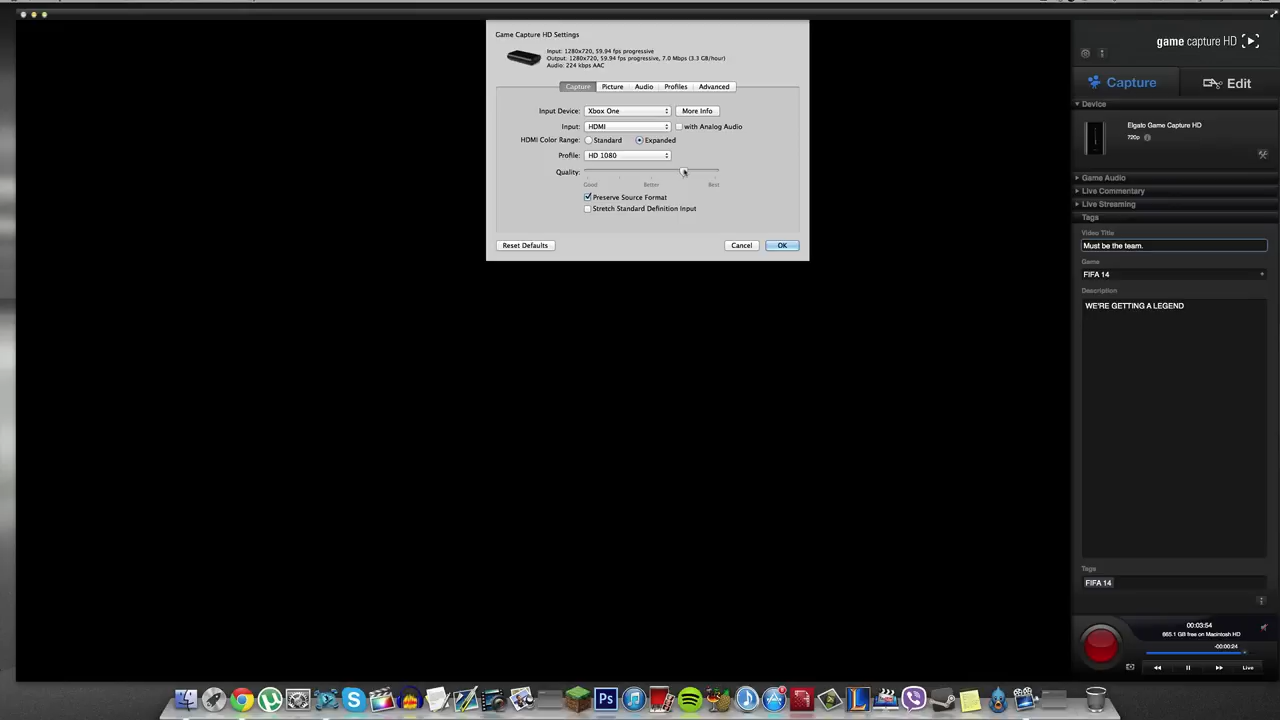 Game Capture HD Settings
Input: 1280x720, 59.94 fps progressive
Output: 1280x720, 59.94 fps progressive, 7.0 Mbps (3.3 GB/hour)
Audio: 224 kbps AAC
Capture Picture Audio Profiles Advanced
Input Device: Xbox One More Info
Input: HDMI with Analog Audio
HDMI Color Range: Standard Expanded
Profile: HD 1080
Quality:
Good Better Best
Preserve Source Format
Stretch Standard Definition Input
Reset Defaults Cancel OK
game capture HD
Capture Edit
Device
Elgato Game Capture HD
720p
Game Audio
Live Commentary
Live Streaming
Tags
Video Title
Must be the team.
Game
FIFA 14
Description
WE'RE GETTING A LEGEND
Tags
FIFA 14
00:03:54
665.1 GB free on Macintosh HD
-00:00:24
Live
Ps